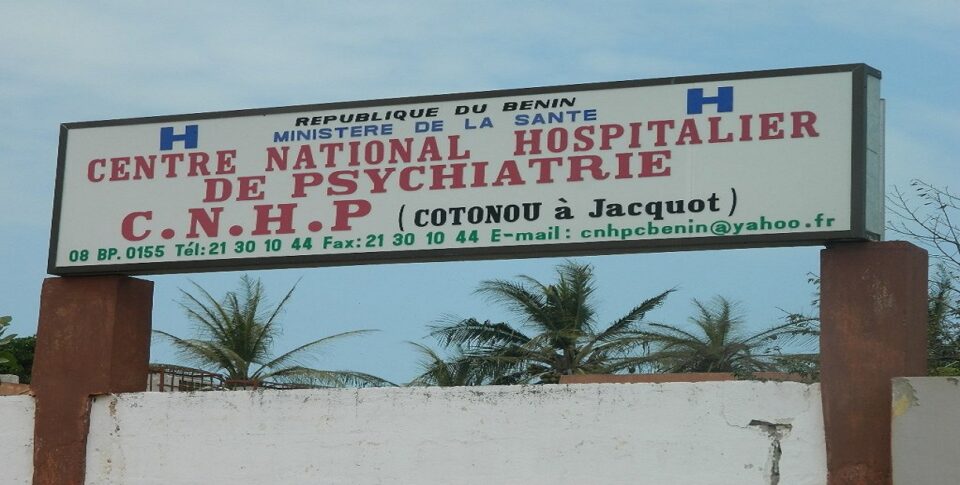 REPUBLIQUE DU BENIN
H MINISTERE DE LA SANTE H
CENTRE NATIONAL HOSPITALIER
DE PSYCHIATRIE
C.N.H.P (COTONOU à Jacquot)
08 BP. 0155 Tél: 21 30 10 44 Fax: 21 30 10 44 E-mail: cnhpcbenin@yahoo.fr